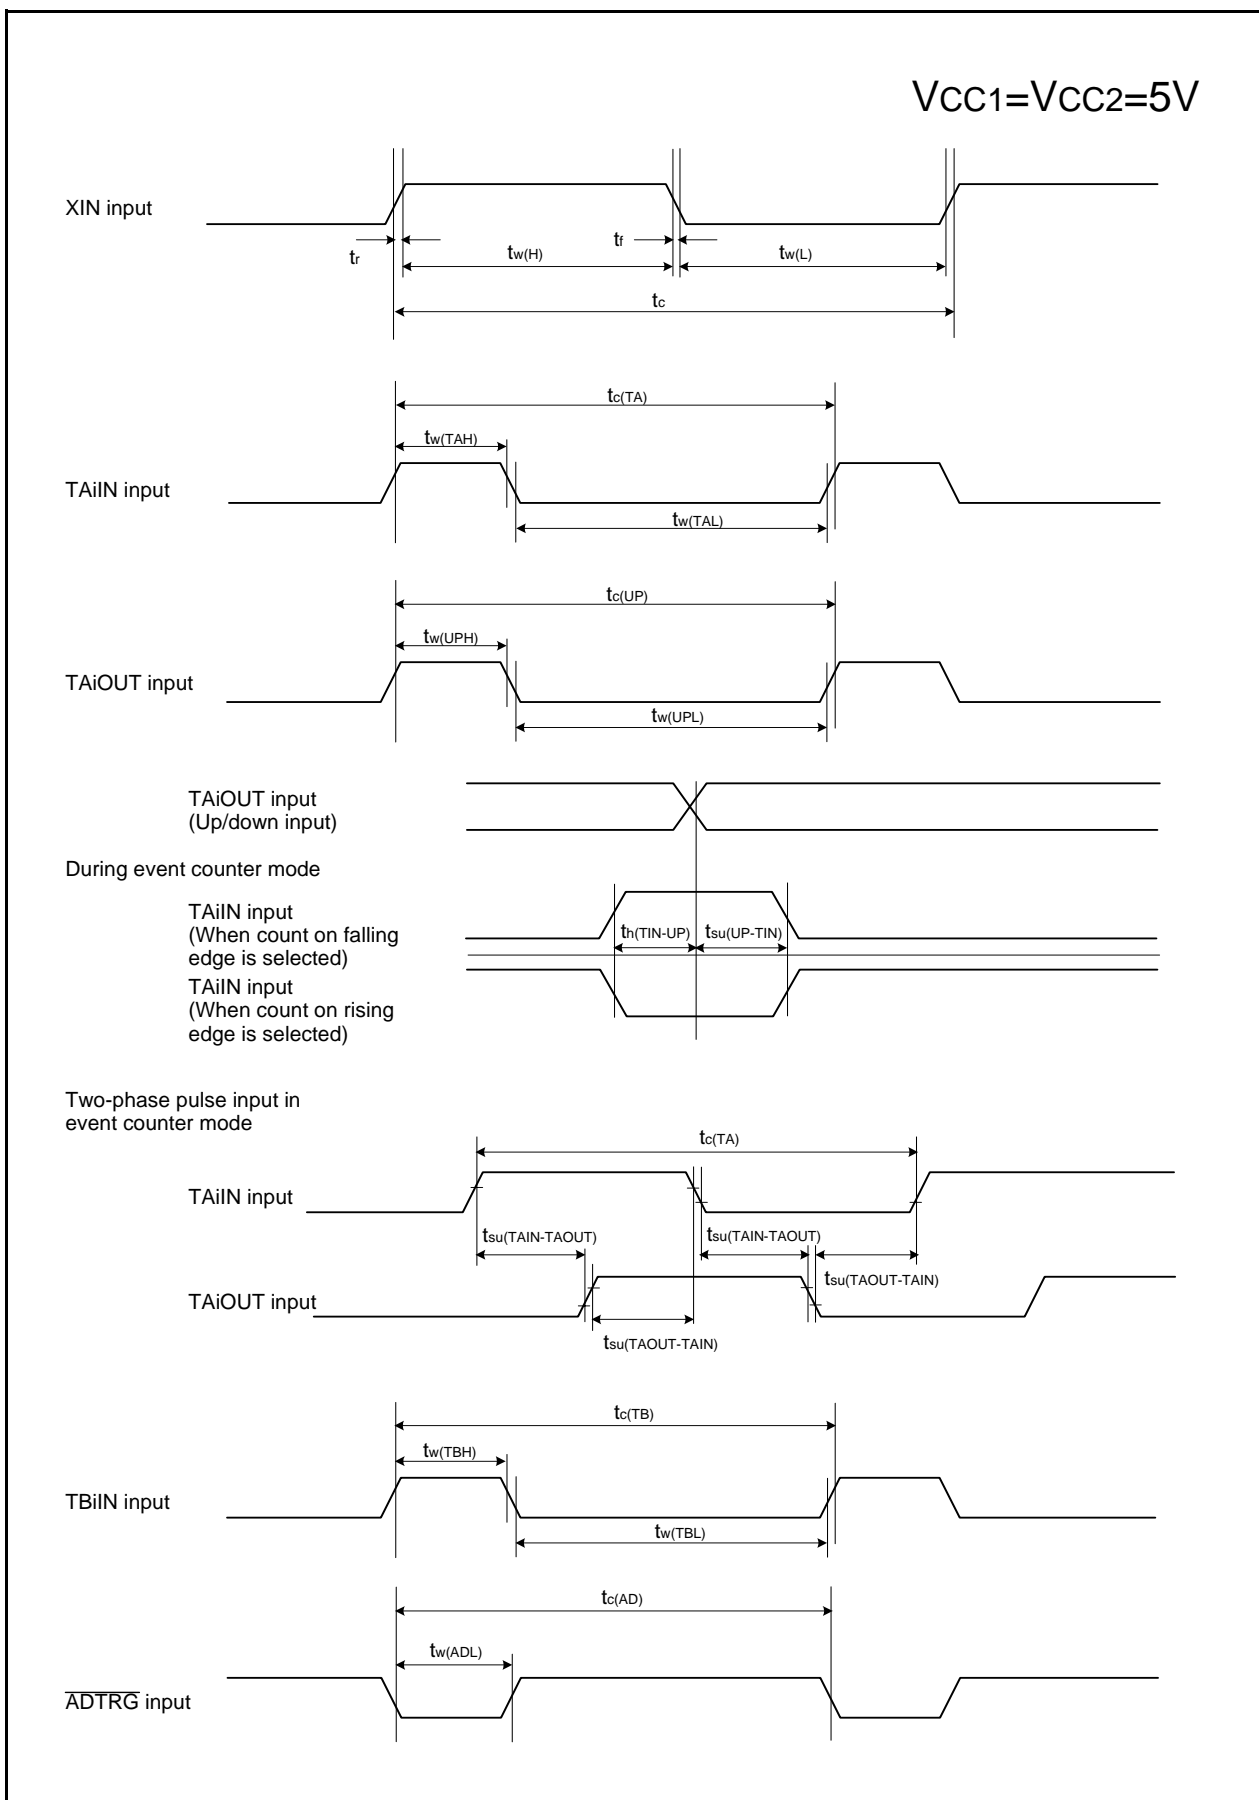 VCC1=VCC2=5V
XIN input
tr
tw(H)
tf
tw(L)
tc
tc(TA)
tw(TAH)
TAiIN input
tw(TAL)
tc(UP)
tw(UPH)
TAiOUT input
tw(UPL)
TAiOUT input
(Up/down input)
During event counter mode
TAiIN input
(When count on falling
edge is selected)
th(TIN-UP)
tsu(UP-TIN)
TAiIN input
(When count on rising
edge is selected)
Two-phase pulse input in
event counter mode
tc(TA)
TAiIN input
tsu(TAIN-TAOUT)
tsu(TAIN-TAOUT)
tsu(TAOUT-TAIN)
TAiOUT input
tsu(TAOUT-TAIN)
tc(TB)
tw(TBH)
TBiIN input
tw(TBL)
tc(AD)
tw(ADL)
ADTRG input